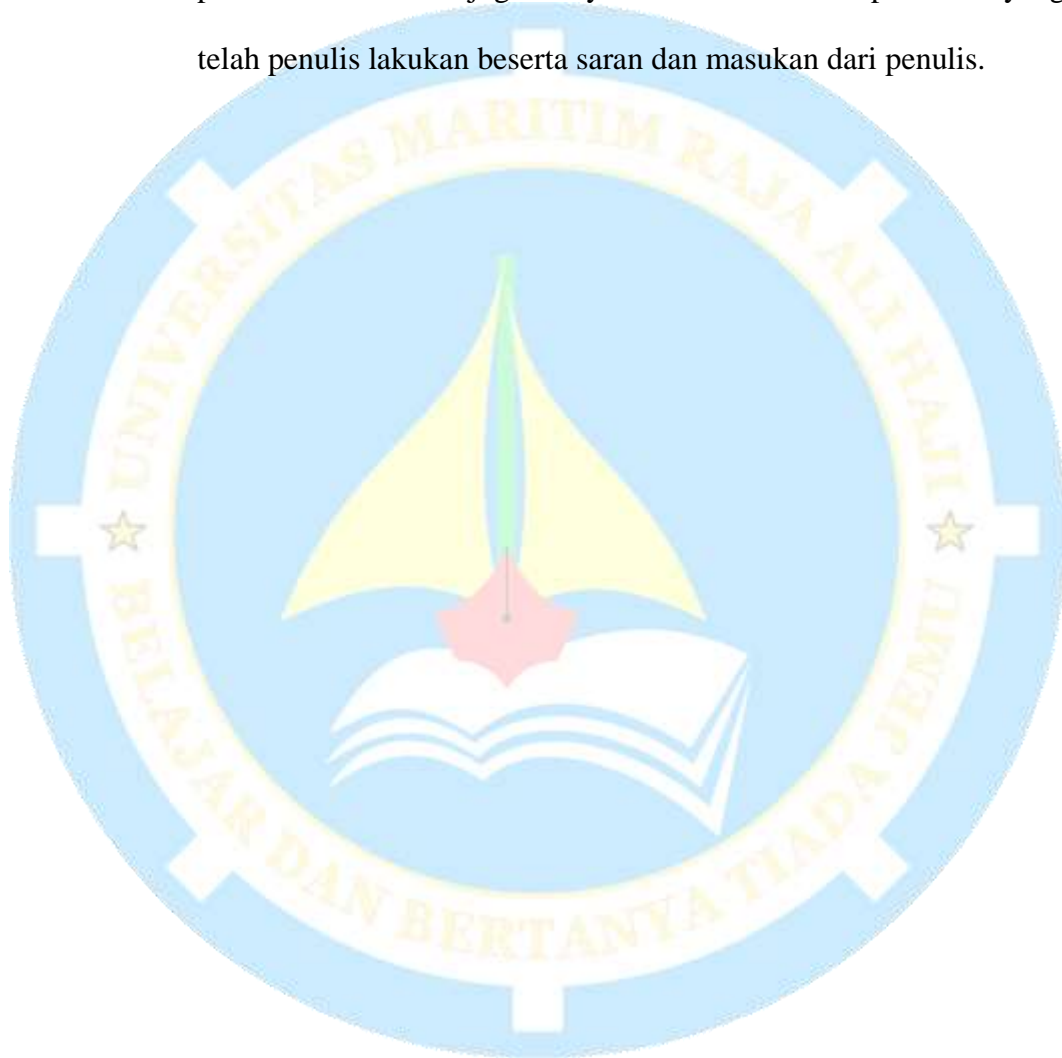 telah penulis lakukan beserta saran dan masukan dari penulis.
UNIVERSITAS MARITIM RAJA ALI HAJI
BELAJAR DAN BERTANYA TIADA JEMU